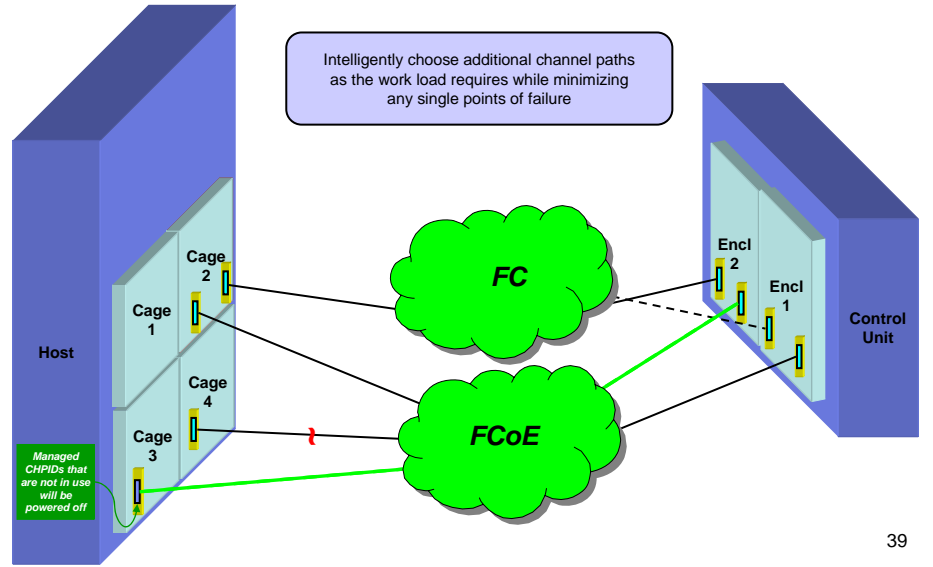 Intelligently choose additional channel paths
as the work load requires while minimizing
any single points of failure
Host
Cage
1
Cage
2
Cage
3
Cage
4
Managed
CHPIDs that
are not in use
will be
powered off
FC
FCoE
Encl
2
Encl
1
Control
Unit
39